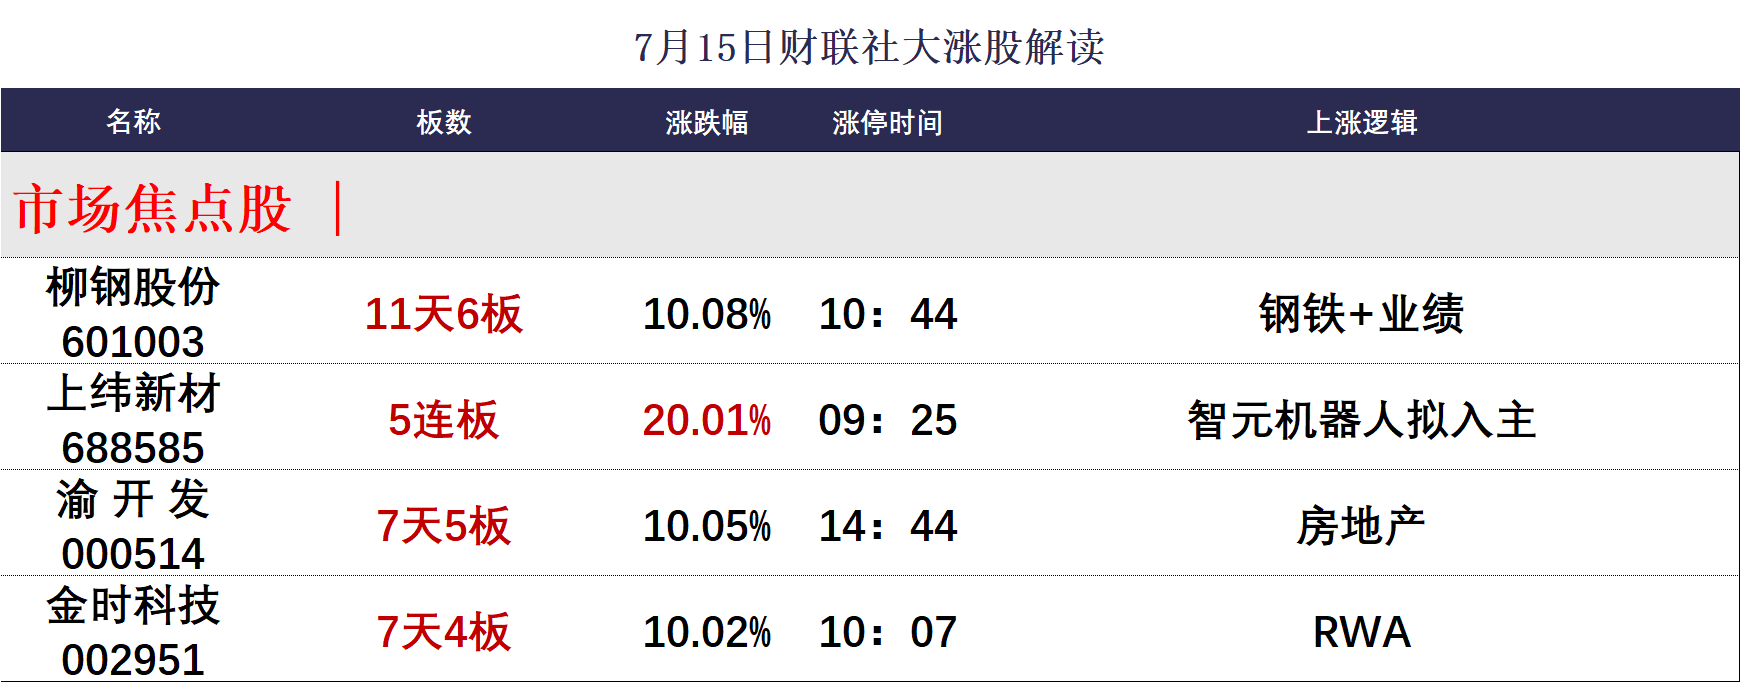 7月15日财联社大涨股解读
名称 板数 涨跌幅 涨停时间 上涨逻辑
市场焦点股 ｜
柳钢股份
601003 11天6板 10.08% 10：44 钢铁+业绩
上纬新材
688585 5连板 20.01% 09：25 智元机器人拟入主
渝 开 发
000514 7天5板 10.05% 14：44 房地产
金时科技
002951 7天4板 10.02% 10：07 RWA